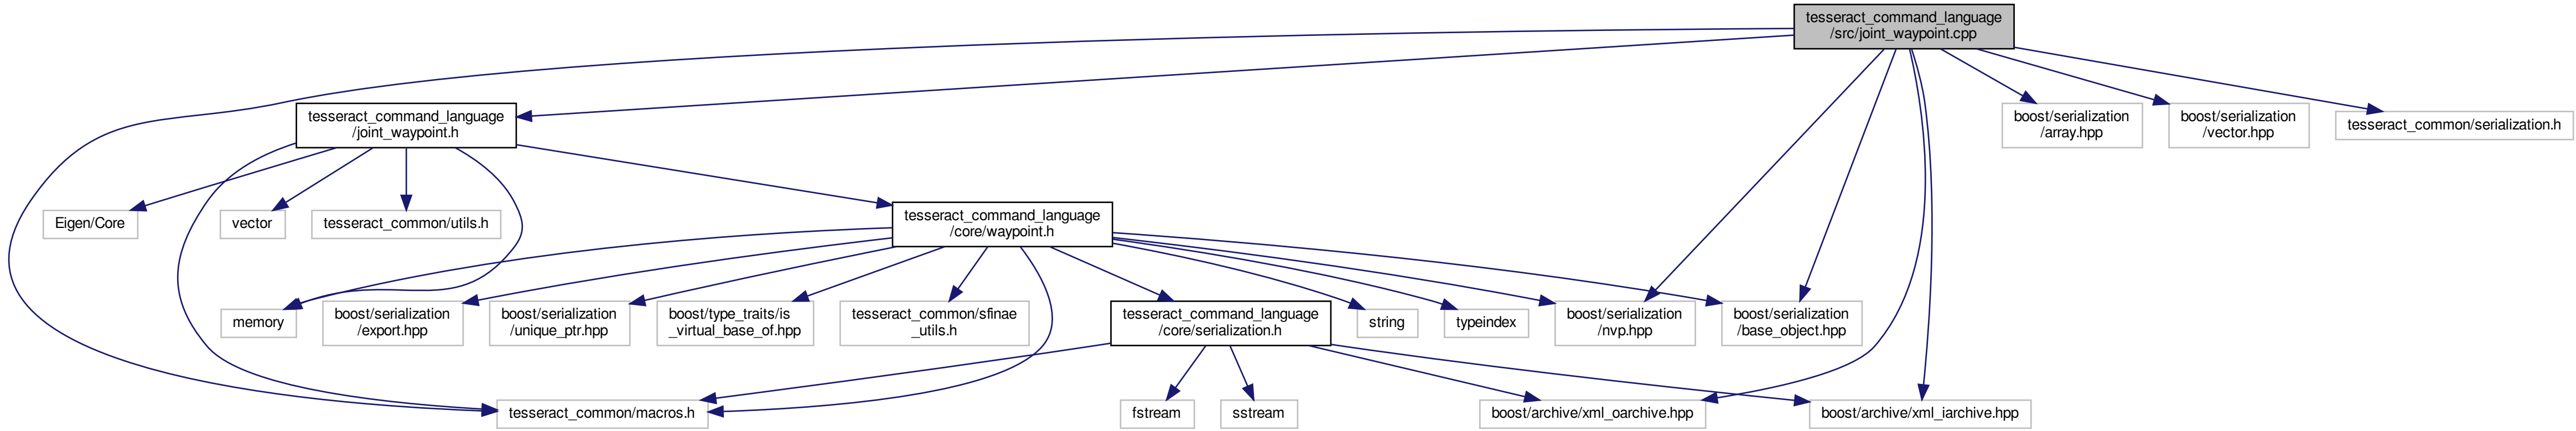 tesseract_command_language
/src/joint_waypoint.cpp
tesseract_command_language
/joint_waypoint.h
boost/serialization
/array.hpp
boost/serialization
/vector.hpp
tesseract_common/serialization.h
Eigen/Core
vector
tesseract_common/utils.h
tesseract_command_language
/core/waypoint.h
memory
boost/serialization
/export.hpp
boost/serialization
/unique_ptr.hpp
boost/type_traits/is
_virtual_base_of.hpp
tesseract_common/sfinae
_utils.h
tesseract_command_language
/core/serialization.h
string
typeindex
boost/serialization
/nvp.hpp
boost/serialization
/base_object.hpp
tesseract_common/macros.h
fstream
sstream
boost/archive/xml_oarchive.hpp
boost/archive/xml_iarchive.hpp